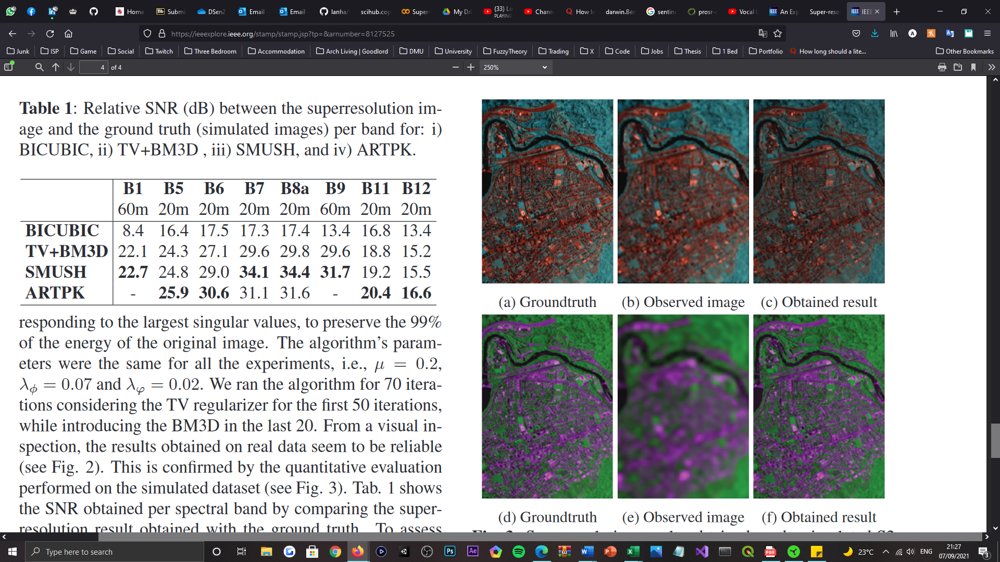 Home
Submi
DSen2
Email
Email
lanha/
scihub.cop
Super-
My Dri
(33) Lo
PLAYING
Chann
How lo
darwin.Ber
sentine
prosr-
Vocal
An Exp
Super-reso
IEEE
https://ieeexplore.ieee.org/stamp/stamp.jsp?tp=&arnumber=8127525
Junk
ISP
Game
Social
Twitch
Three Bedroom
Accommodation
Arch Living | Goodlord
DMU
University
FuzzyTheory
Trading
X
Code
Jobs
Thesis
1 Bed
Portfolio
How long should a lite...
Other Bookmarks
4 of 4
250%
Table 1: Relative SNR (dB) between the superresolution im-
age and the ground truth (simulated images) per band for: i)
BICUBIC, ii) TV+BM3D , iii) SMUSH, and iv) ARTPK.
B1 B5 B6 B7 B8a B9 B11 B12
60m 20m 20m 20m 20m 60m 20m 20m
BICUBIC 8.4 16.4 17.5 17.3 17.4 13.4 16.8 13.4
TV+BM3D 22.1 24.3 27.1 29.6 29.8 29.6 18.8 15.2
SMUSH 22.7 24.8 29.0 34.1 34.4 31.7 19.2 15.5
ARTPK - 25.9 30.6 31.1 31.6 - 20.4 16.6
responding to the largest singular values, to preserve the 99%
of the energy of the original image. The algorithm's param-
eters were the same for all the experiments, i.e., μ = 0.2,
λϕ = 0.07 and λφ = 0.02. We ran the algorithm for 70 itera-
tions considering the TV regularizer for the first 50 iterations,
while introducing the BM3D in the last 20. From a visual in-
spection, the results obtained on real data seem to be reliable
(see Fig. 2). This is confirmed by the quantitative evaluation
performed on the simulated dataset (see Fig. 3). Tab. 1 shows
the SNR obtained per spectral band by comparing the super-
resolution result obtained with the ground truth. To assess
(a) Groundtruth
(b) Observed image
(c) Obtained result
(d) Groundtruth
(e) Observed image
(f) Obtained result
Type here to search
23°C
ENG
21:27
07/09/2021
3